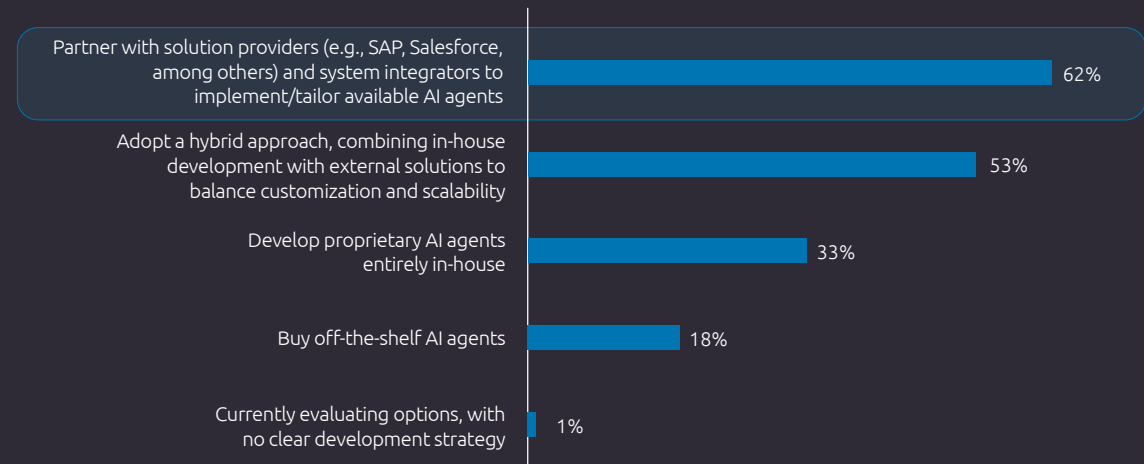 Partner with solution providers (e.g., SAP, Salesforce,
among others) and system integrators to
implement/tailor available AI agents
62%
Adopt a hybrid approach, combining in-house
development with external solutions to
balance customization and scalability
53%
Develop proprietary AI agents
entirely in-house
33%
Buy off-the-shelf AI agents
18%
Currently evaluating options, with
no clear development strategy
1%